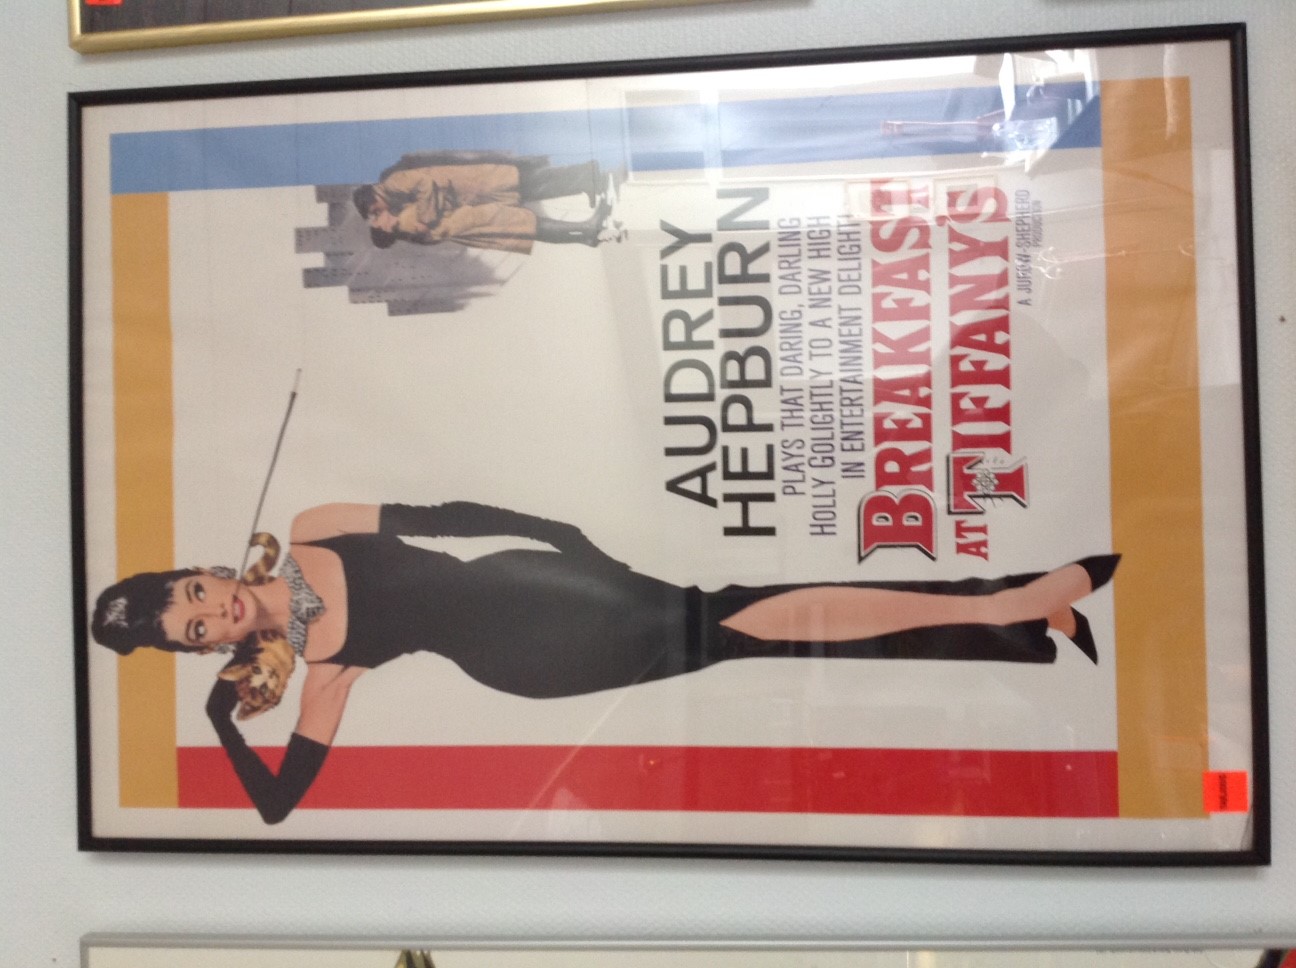 AUDREY
HEPBURN
PLAYS THAT DARING, DARLING
HOLLY GOLIGHTLY TO A NEW HIGH
IN ENTERTAINMENT DELIGHT!
BREAKFAST
AT TIFFANY'S
A JUROW-SHEPHERD
PRODUCTION